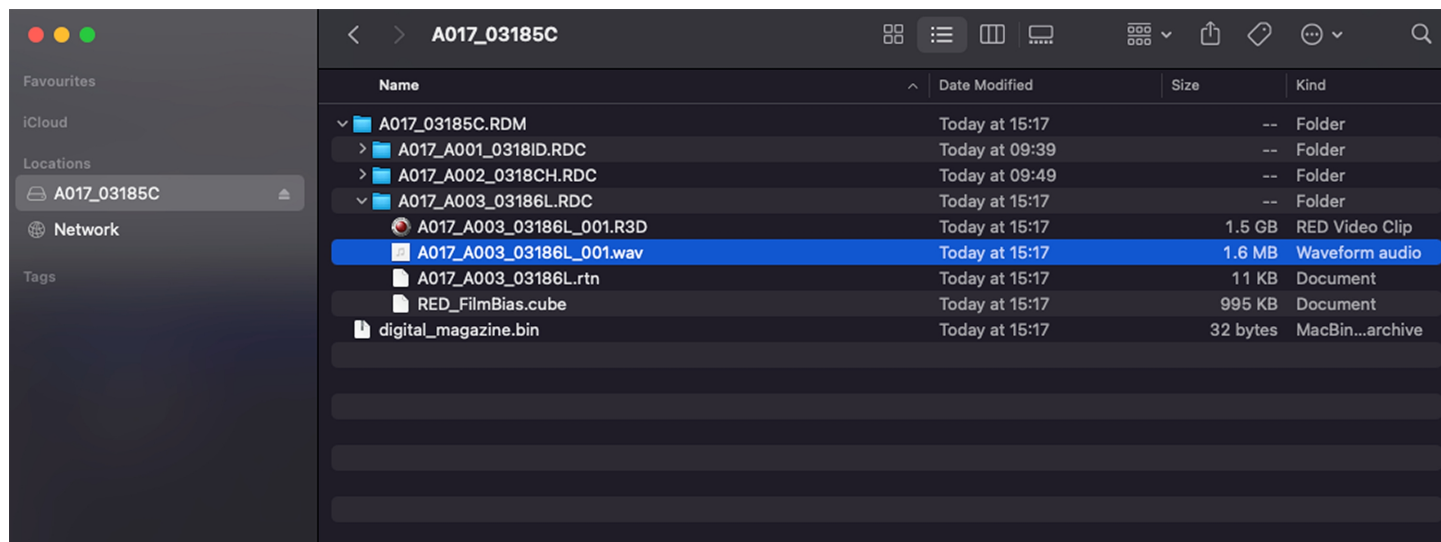 A017_03185C
Favourites
iCloud
Locations
A017_03185C
Network
Tags
Name Date Modified Size Kind
A017_03185C.RDM Today at 15:17 -- Folder
A017_A001_0318ID.RDC Today at 09:39 -- Folder
A017_A002_0318CH.RDC Today at 09:49 -- Folder
A017_A003_03186L.RDC Today at 15:17 -- Folder
A017_A003_03186L_001.R3D Today at 15:17 1.5 GB RED Video Clip
A017_A003_03186L_001.wav Today at 15:17 1.6 MB Waveform audio
A017_A003_03186L.rtn Today at 15:17 11 KB Document
RED_FilmBias.cube Today at 15:17 995 KB Document
digital_magazine.bin Today at 15:17 32 bytes MacBin...archive